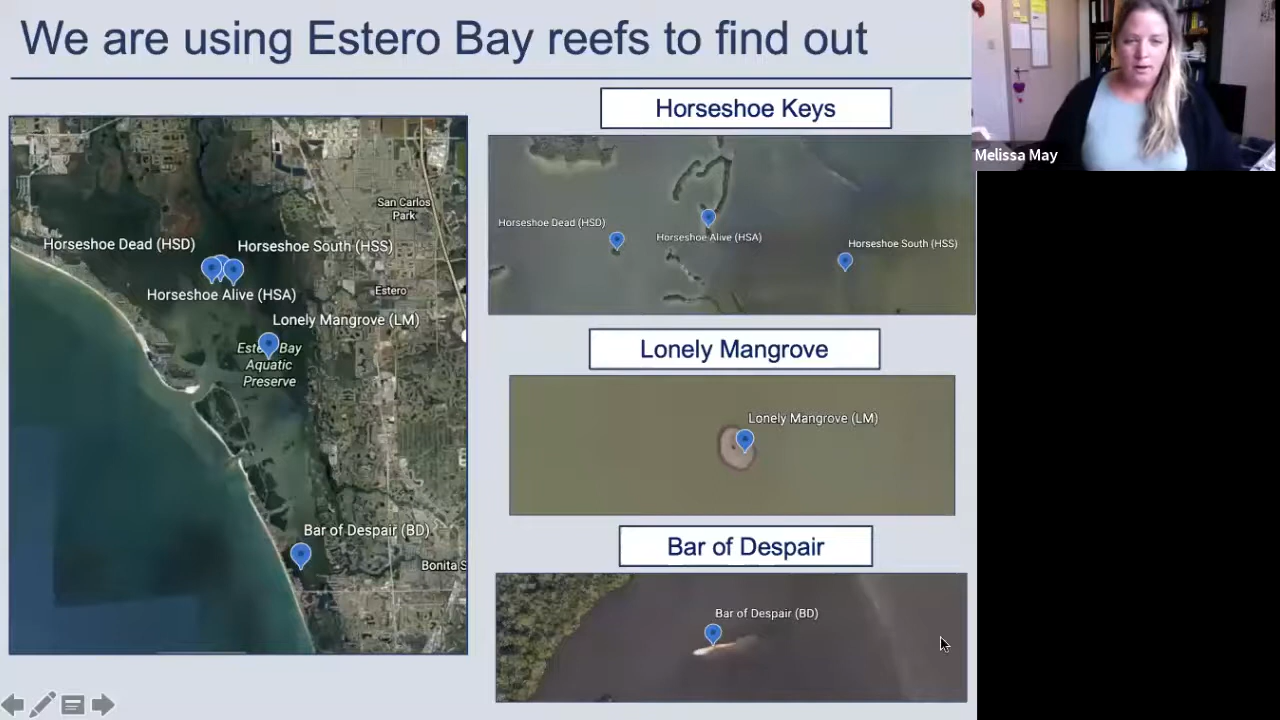 We are using Estero Bay reefs to find out
San Carlos
Park
Horseshoe Dead (HSD)
Horseshoe South (HSS)
Horseshoe Alive (HSA)
Estero
Lonely Mangrove (LM)
Bay
Aquatic
Preserve
Bar of Despair (BD)
Bonita S
Horseshoe Keys
Horseshoe Dead (HSD)
Horseshoe Alive (HSA)
Horseshoe South (HSS)
Lonely Mangrove
Lonely Mangrove (LM)
Bar of Despair
Bar of Despair (BD)
Melissa May